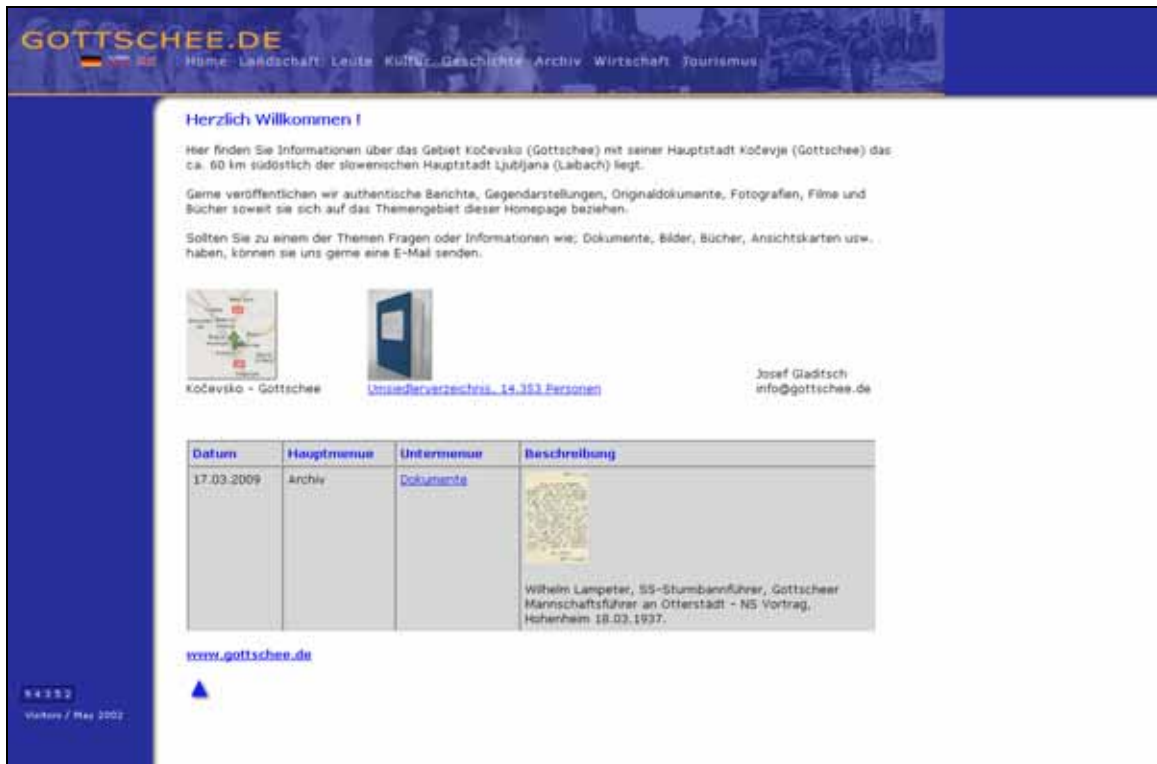 GOTTSCHEE.DE
Home Landschaft Leute Kultur Geschichte Archiv Wirtschaft Tourismus
Herzlich Willkommen !
Hier finden Sie Informationen über das Gebiet Kočevsko (Gottschee) mit seiner Hauptstadt Kočevje (Gottschee) das
ca. 60 km südöstlich der slowenischen Hauptstadt Ljubljana (Laibach) liegt.
Gerne veröffentlichen wir authentische Berichte, Gegendarstellungen, Originaldokumente, Fotografien, Filme und
Bücher soweit sie sich auf das Themengebiet dieser Homepage beziehen.
Sollten Sie zu einem der Themen Fragen oder Informationen wie; Dokumente, Bilder, Bücher, Ansichtskarten usw.
haben, können sie uns gerne eine E-Mail senden.
Kočevsko - Gottschee
Umsiedlerverzeichnis, 14.353 Personen
Josef Gladitsch
info@gottschee.de
Datum Hauptmenue Untermenue Beschreibung
17.03.2009 Archiv Dokumente
Wilhelm Lampeter, SS-Sturmbannführer, Gottscheer
Mannschaftsführer an Otterstädt - NS Vortrag,
Hohenheim 18.03.1937.
www.gottschee.de
54352
Visitors / May 2002